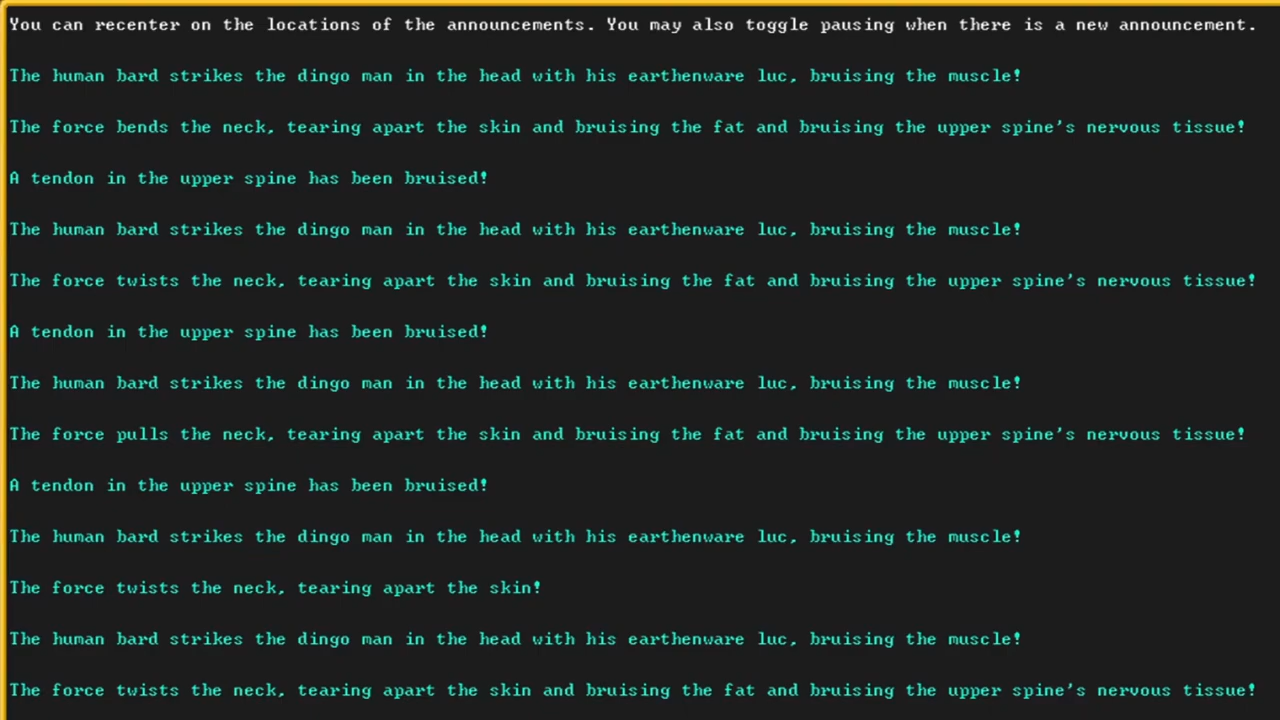 You can recenter on the locations of the announcements. You may also toggle pausing when there is a new announcement.
The human bard strikes the dingo man in the head with his earthenware luc, bruising the muscle!
The force bends the neck, tearing apart the skin and bruising the fat and bruising the upper spine's nervous tissue!
A tendon in the upper spine has been bruised!
The human bard strikes the dingo man in the head with his earthenware luc, bruising the muscle!
The force twists the neck, tearing apart the skin and bruising the fat and bruising the upper spine's nervous tissue!
A tendon in the upper spine has been bruised!
The human bard strikes the dingo man in the head with his earthenware luc, bruising the muscle!
The force pulls the neck, tearing apart the skin and bruising the fat and bruising the upper spine's nervous tissue!
A tendon in the upper spine has been bruised!
The human bard strikes the dingo man in the head with his earthenware luc, bruising the muscle!
The force twists the neck, tearing apart the skin!
The human bard strikes the dingo man in the head with his earthenware luc, bruising the muscle!
The force twists the neck, tearing apart the skin and bruising the fat and bruising the upper spine's nervous tissue!